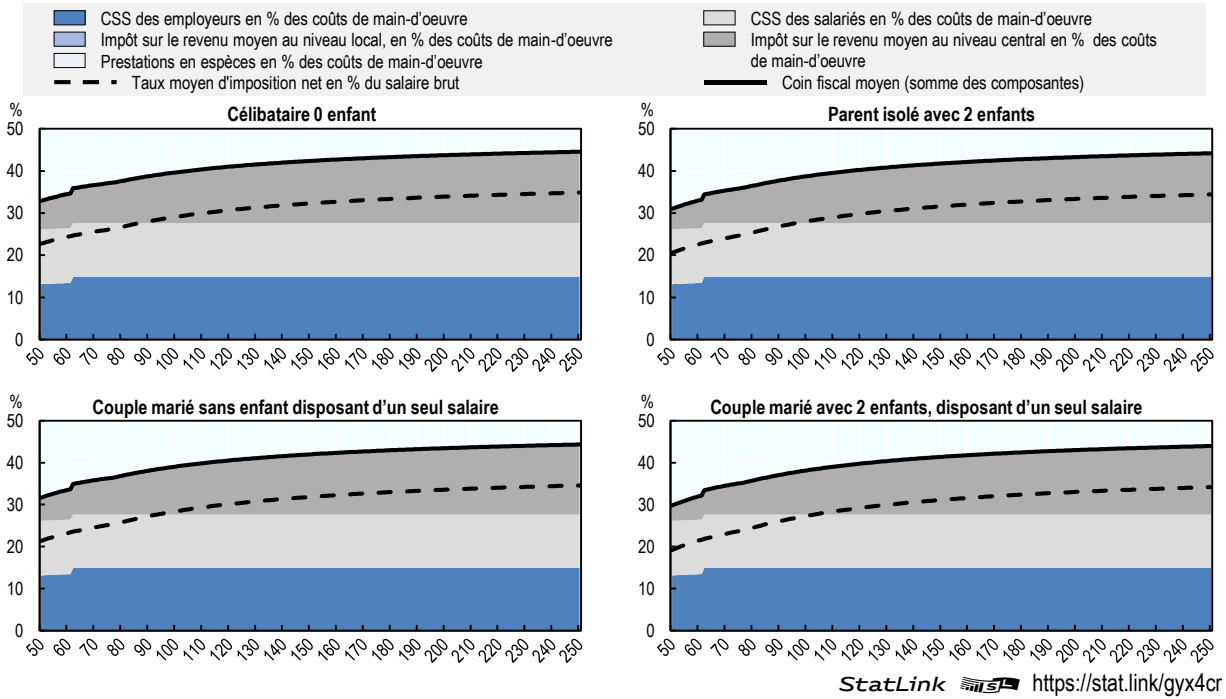 CSS des employeurs en % des coûts de main-d'oeuvre
CSS des salariés en % des coûts de main-d'oeuvre
Impôt sur le revenu moyen au niveau local, en % des coûts de main-d'oeuvre
Impôt sur le revenu moyen au niveau central en % des coûts
de main-d'oeuvre
Prestations en espèces en % des coûts de main-d'oeuvre
Taux moyen d'imposition net en % du salaire brut
Coin fiscal moyen (somme des composantes)
%
Célibataire 0 enfant
50
40
30
20
10
0
50 60 70 80 90 100 110 120 130 140 150 160 170 180 190 200 210 220 230 240 250
%
Parent isolé avec 2 enfants
50
40
30
20
10
0
50 60 70 80 90 100 110 120 130 140 150 160 170 180 190 200 210 220 230 240 250
%
Couple marié sans enfant disposant d'un seul salaire
50
40
30
20
10
0
50 60 70 80 90 100 110 120 130 140 150 160 170 180 190 200 210 220 230 240 250
%
Couple marié avec 2 enfants, disposant d'un seul salaire
50
40
30
20
10
0
50 60 70 80 90 100 110 120 130 140 150 160 170 180 190 200 210 220 230 240 250
StatLink https://stat.link/gyx4cr